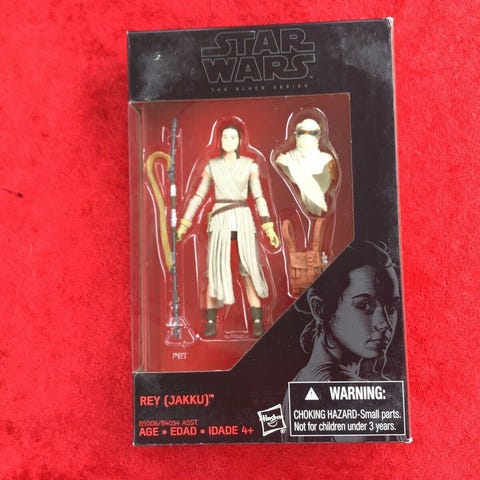 STAR
WARS
THE BLACK SERIES
PET
REY (JAKKU)™
B5006/B4054 ASST.
AGE • EDAD • IDADE 4+
Hasbro
WARNING:
CHOKING HAZARD-Small parts.
Not for children under 3 years.